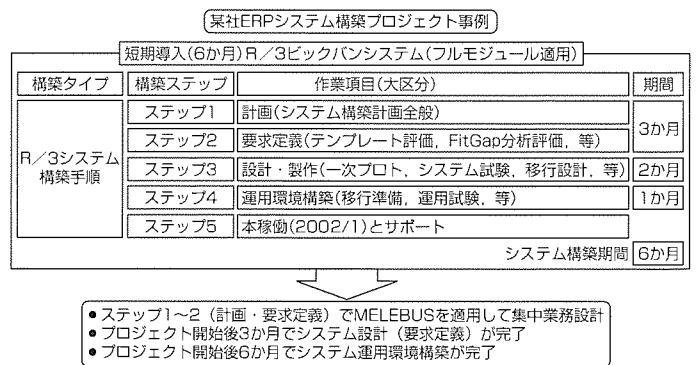 某社ERPシステム構築プロジェクト事例
短期導入(6か月)R/3ビックバンシステム(フルモジュール適用)
構築タイプ 構築ステップ 作業項目(大区分) 期間
R/3システム構築手順
ステップ1 計画(システム構築計画全般)
ステップ2 要求定義(テンプレート評価,FitGap分析評価,等)
3か月
ステップ3 設計・製作(一次プロト,システム試験,移行設計,等) 2か月
ステップ4 運用環境構築(移行準備,運用試験,等) 1か月
ステップ5 本稼働(2002/1)とサポート
システム構築期間 6か月
●ステップ1~2(計画・要求定義)でMELEBUSを適用して集中業務設計
●プロジェクト開始後3か月でシステム設計(要求定義)が完了
●プロジェクト開始後6か月でシステム運用環境構築が完了